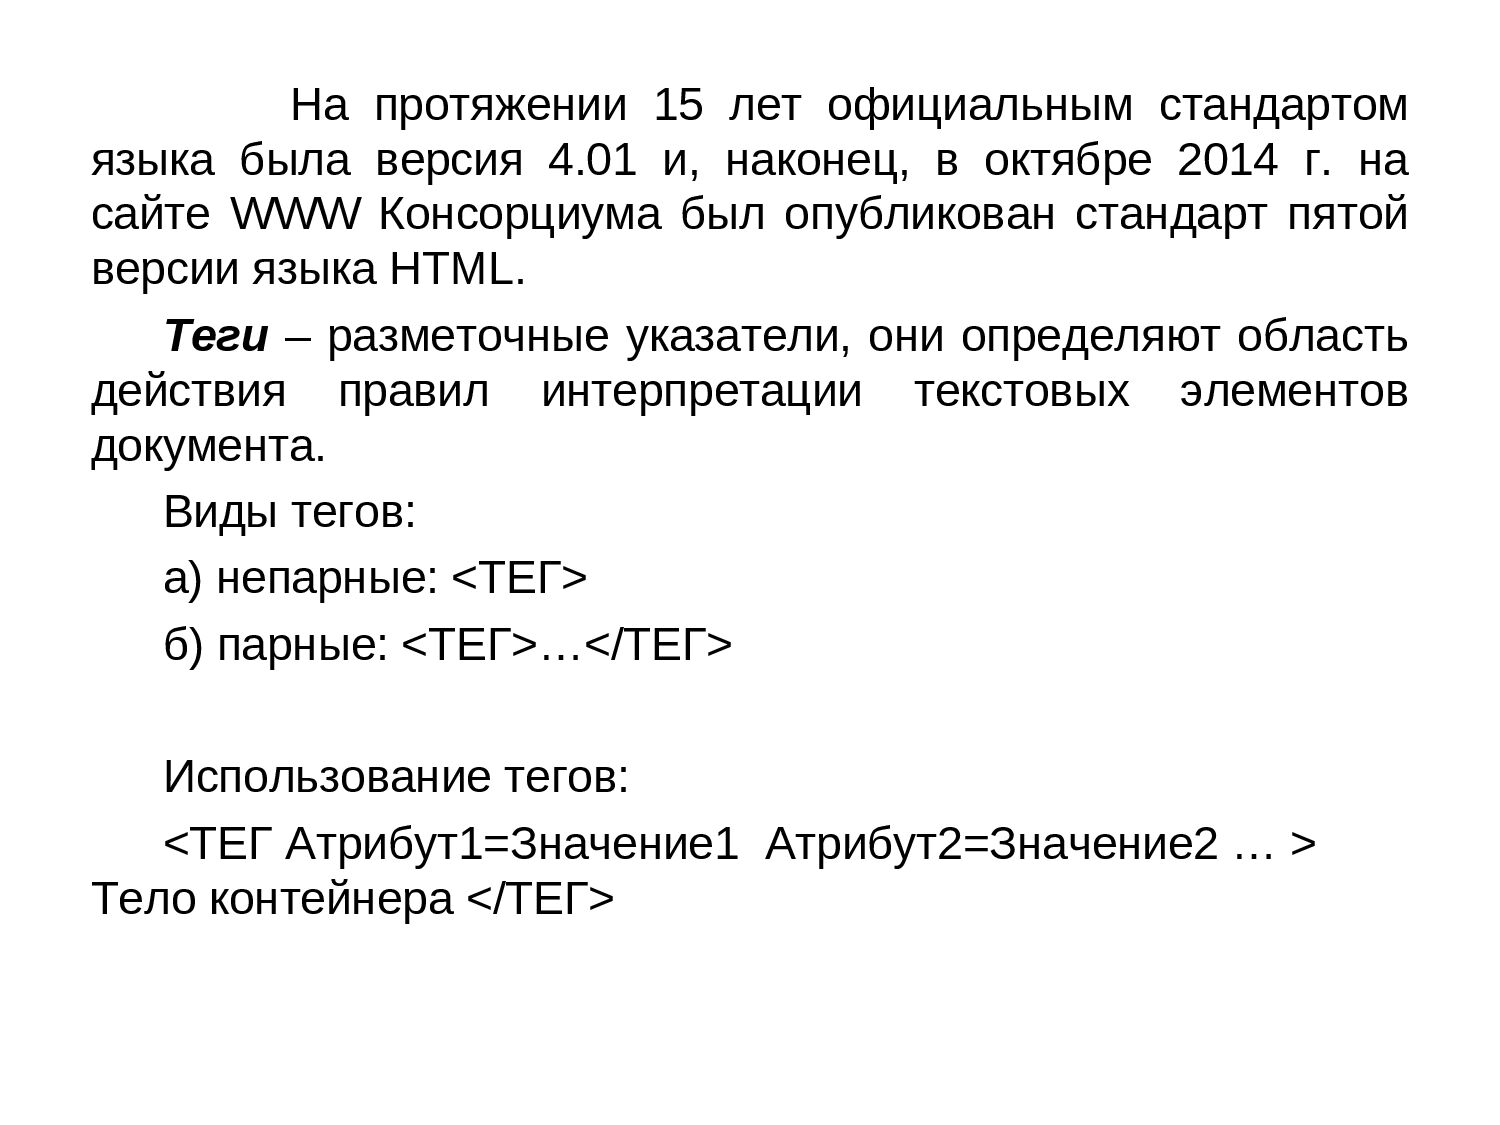 На протяжении 15 лет официальным стандартом
языка была версия 4.01 и, наконец, в октябре 2014 г. на
сайте WWW Консорциума был опубликован стандарт пятой
версии языка HTML.
Теги – разметочные указатели, они определяют область
действия правил интерпретации текстовых элементов
документа.
Виды тегов:
а) непарные: <ТЕГ>
б) парные: <ТЕГ>…</ТЕГ>
Использование тегов:
<ТЕГ Атрибут1=Значение1  Атрибут2=Значение2 … >
Тело контейнера </ТЕГ>